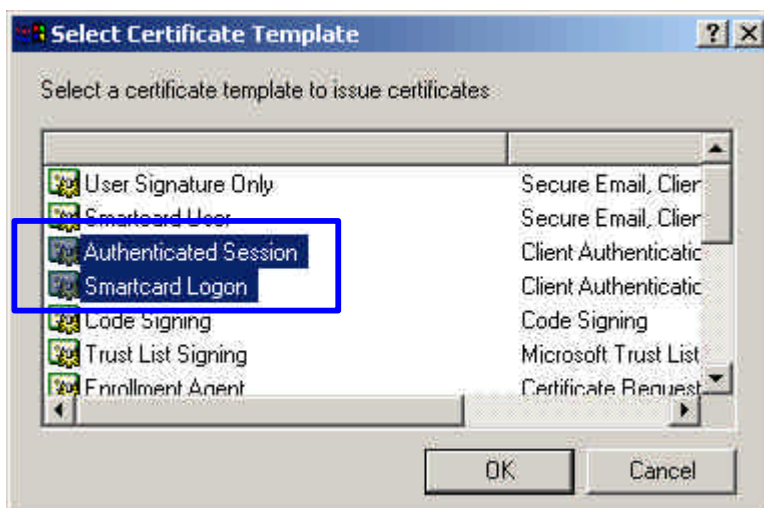 Select Certificate Template
Select a certificate template to issue certificates
User Signature Only Secure Email, Clien
Smartcard User Secure Email, Clien
Authenticated Session Client Authenticatic
Smartcard Logon Client Authenticatic
Code Signing Code Signing
Trust List Signing Microsoft Trust List
Enrollment Agent Certificate Request
OK Cancel